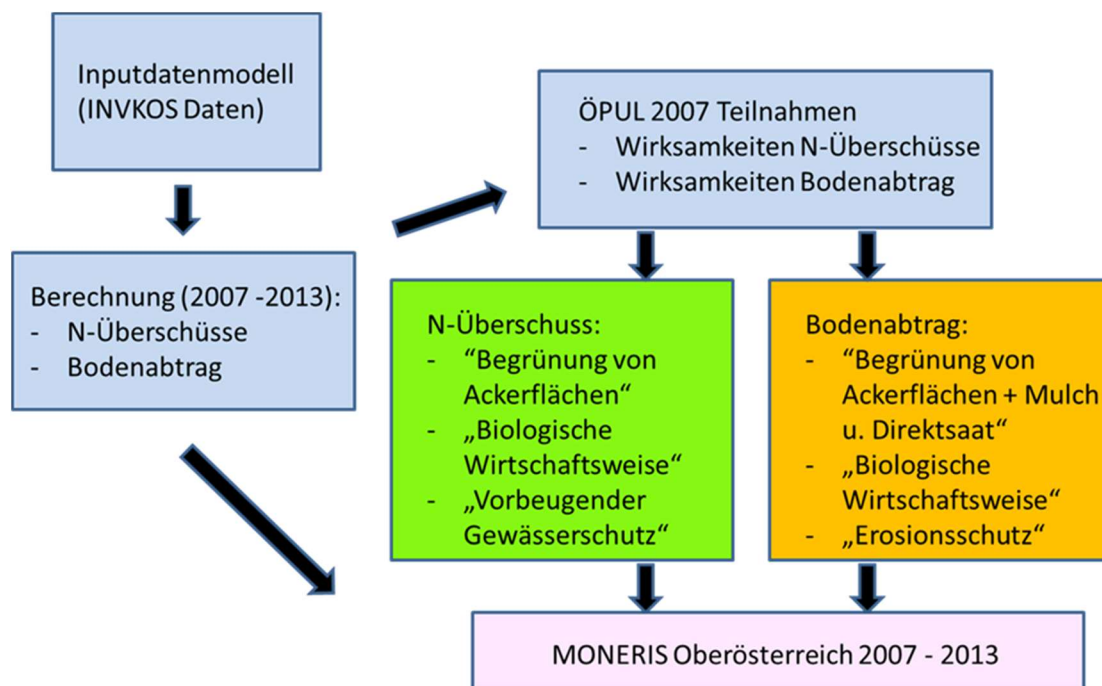 Inputdatenmodell
(INVKOS Daten)
ÖPUL 2007 Teilnahmen
- Wirksamkeiten N-Überschüsse
- Wirksamkeiten Bodenabtrag
Berechnung (2007 -2013):
- N-Überschüsse
- Bodenabtrag
N-Überschuss:
- “Begrünung von
Ackerflächen“
- „Biologische
Wirtschaftsweise“
- „Vorbeugender
Gewässerschutz“
Bodenabtrag:
- “Begrünung von
Ackerflächen + Mulch
u. Direktsaat“
- „Biologische
Wirtschaftsweise“
- „Erosionsschutz“
MONERIS Oberösterreich 2007 - 2013